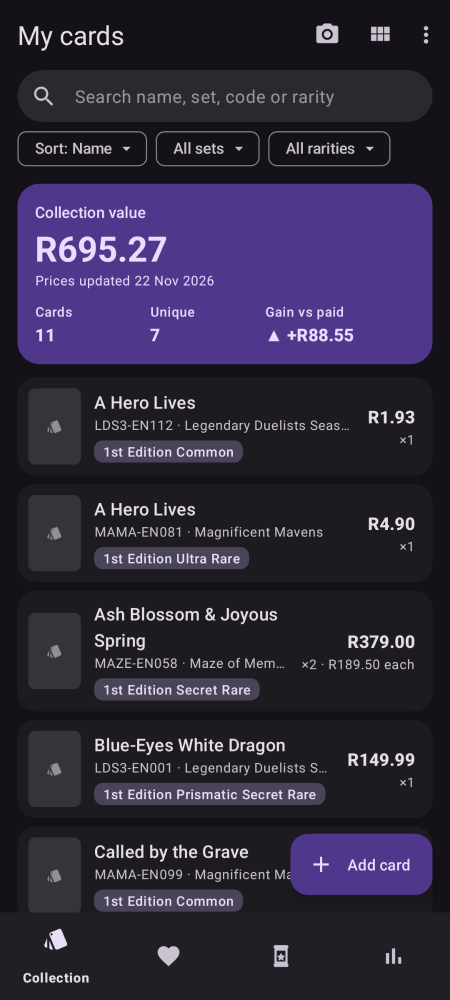 My cards
Search name, set, code or rarity
Sort: Name
All sets
All rarities
Collection value
R695.27
Prices updated 22 Nov 2026
Cards
Unique
Gain vs paid
11
7
▲ +R88.55
A Hero Lives
LDS3-EN112 · Legendary Duelists Seas…
1st Edition Common
R1.93
×1
A Hero Lives
MAMA-EN081 · Magnificent Mavens
1st Edition Ultra Rare
R4.90
×1
Ash Blossom & Joyous
Spring
MAZE-EN058 · Maze of Mem…
1st Edition Secret Rare
R379.00
×2 · R189.50 each
Blue-Eyes White Dragon
LDS3-EN001 · Legendary Duelists S…
1st Edition Prismatic Secret Rare
R149.99
×1
Called by the Grave
MAMA-EN099 · Magnificent Ma
1st Edition Common
Add card
Collection